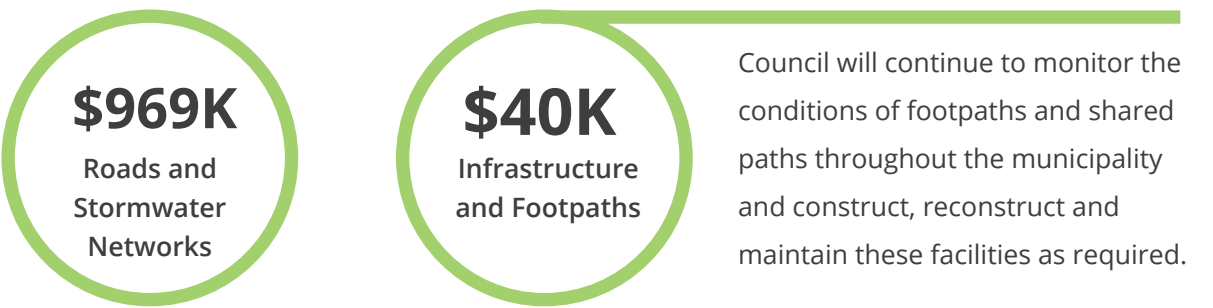 $969K
Roads and
Stormwater
Networks
$40K
Infrastructure
and Footpaths
Council will continue to monitor the
conditions of footpaths and shared
paths throughout the municipality
and construct, reconstruct and
maintain these facilities as required.